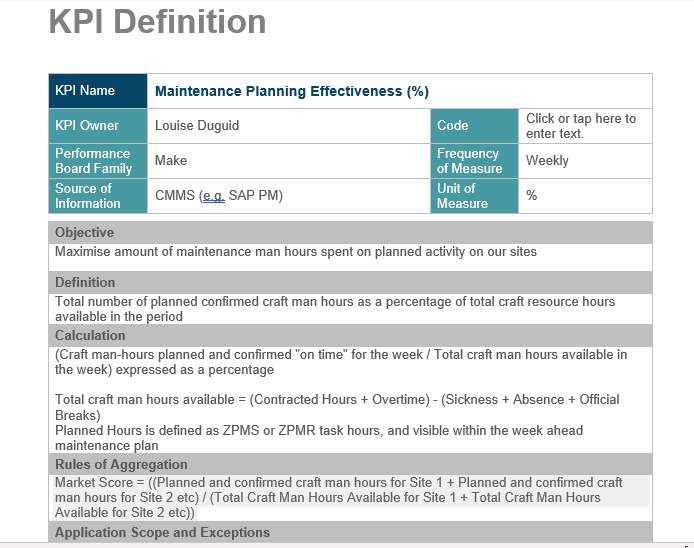 KPI Definition
KPI Name
Maintenance Planning Effectiveness (%)
KPI Owner
Louise Duguid
Code
Click or tap here to
enter text.
Performance
Board Family
Make
Frequency
of Measure
Weekly
Source of
Information
CMMS (e.g. SAP PM)
Unit of
Measure
%
Objective
Maximise amount of maintenance man hours spent on planned activity on our sites
Definition
Total number of planned confirmed craft man hours as a percentage of total craft resource hours
available in the period
Calculation
(Craft man-hours planned and confirmed "on time" for the week / Total craft man hours available in
the week) expressed as a percentage
Total craft man hours available = (Contracted Hours + Overtime) - (Sickness + Absence + Official
Breaks)
Planned Hours is defined as ZPMS or ZPMR task hours, and visible within the week ahead
maintenance plan
Rules of Aggregation
Market Score = ((Planned and confirmed craft man hours for Site 1 + Planned and confirmed craft
man hours for Site 2 etc) / (Total Craft Man Hours Available for Site 1 + Total Craft Man Hours
Available for Site 2 etc))
Application Scope and Exceptions